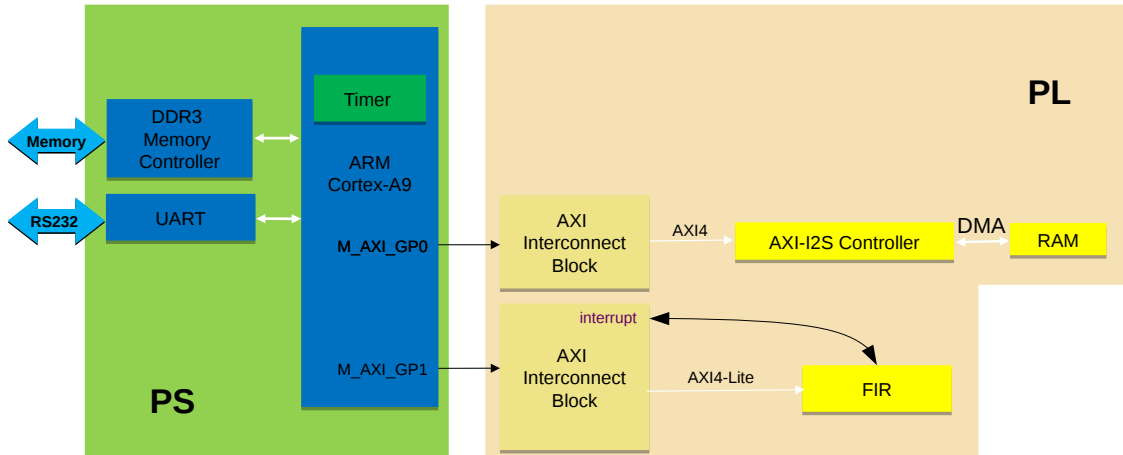 Timer
PL
DDR3
Memory
Controller
Memory
ARM
Cortex-A9
RS232
UART
M_AXI_GP0
AXI
Interconnect
Block
AXI4
AXI-I2S Controller
DMA
RAM
interrupt
M_AXI_GP1
AXI
Interconnect
Block
AXI4-Lite
FIR
PS